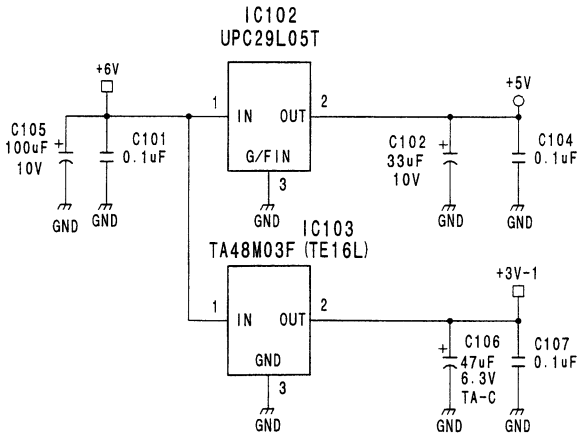 IC102
UPC29L05T
+6V
+5V
1
IN
OUT
2
G/FIN
3
C105
100uF
10V
+
C101
0.1uF
+
C102
33uF
10V
C104
0.1uF
GND
GND
GND
GND
GND
IC103
TA48M03F (TE16L)
+3V-1
1
IN
OUT
2
GND
3
+
C106
47uF
6.3V
TA-C
C107
0.1uF
GND
GND
GND